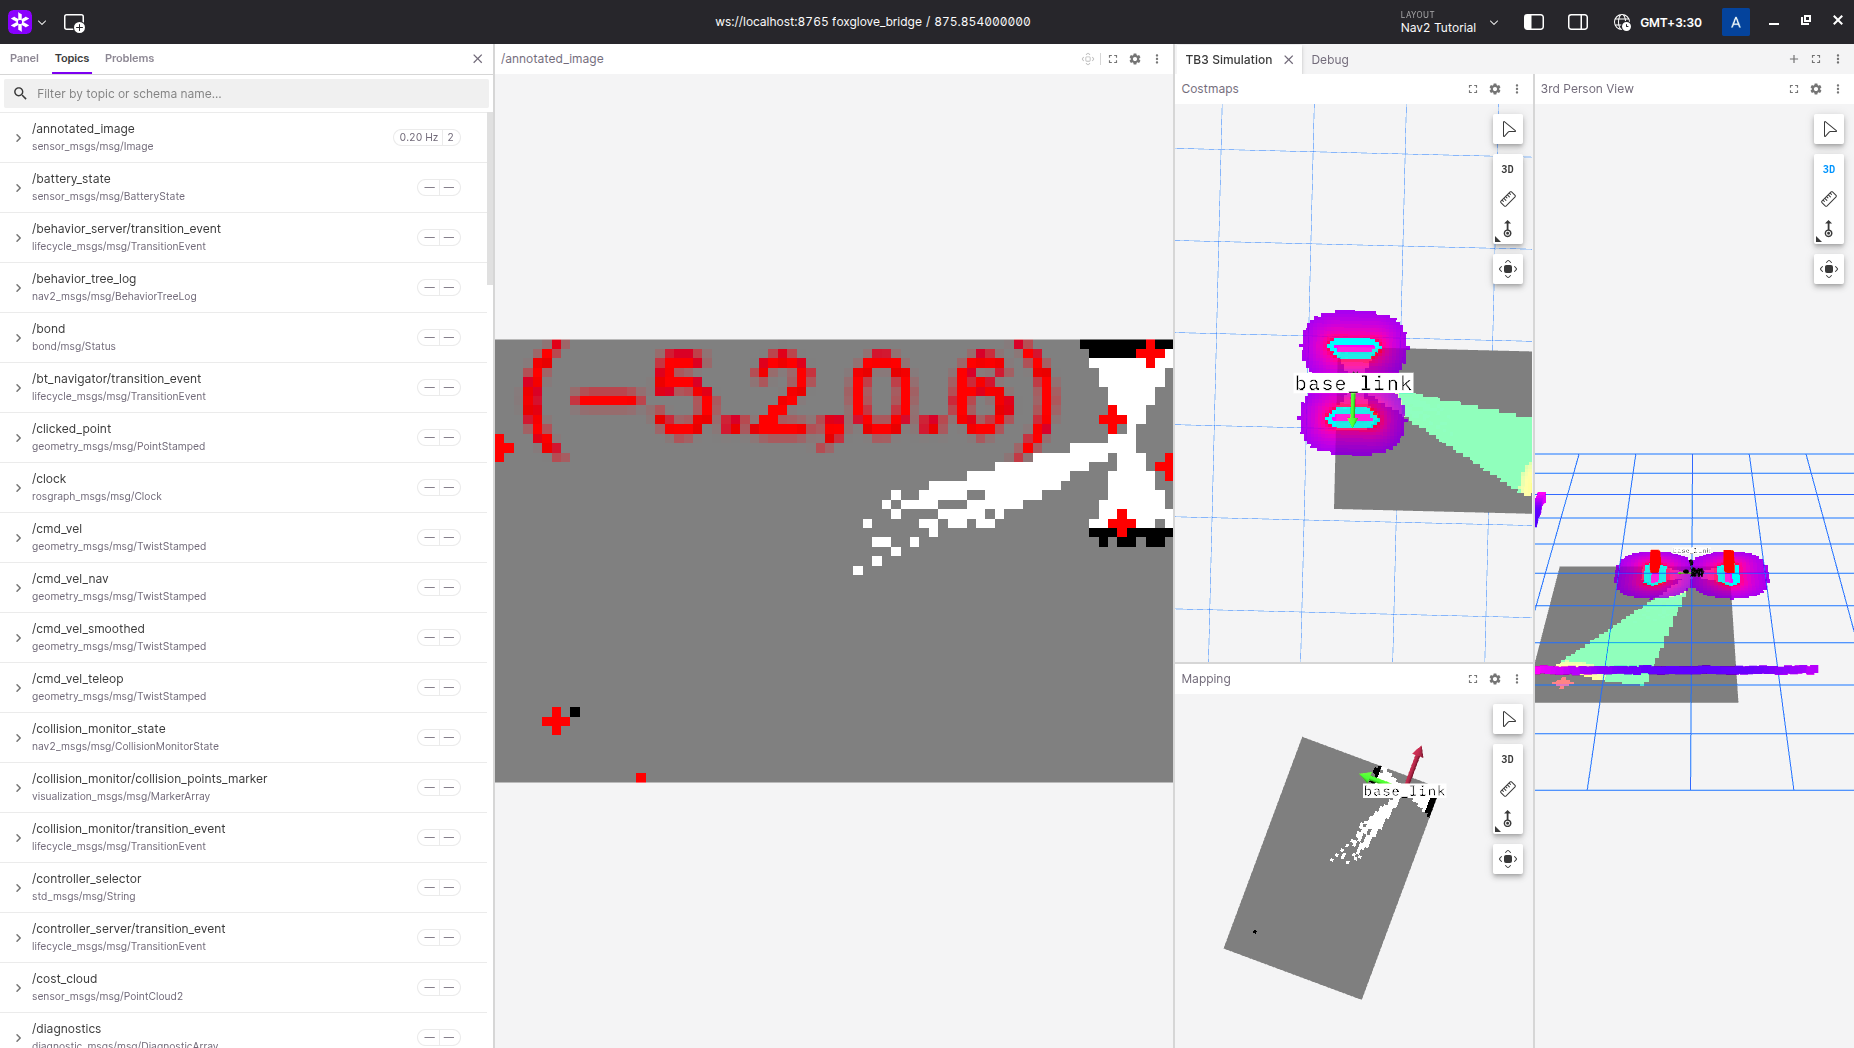 ws://localhost:8765 foxglove_bridge / 875.854000000
LAYOUT
Nav2 Tutorial
GMT+3:30
A
Panel
Topics
Problems
Filter by topic or schema name...
/annotated_image
sensor_msgs/msg/Image
0.20 Hz
2
/battery_state
sensor_msgs/msg/BatteryState
— —
/behavior_server/transition_event
lifecycle_msgs/msg/TransitionEvent
— —
/behavior_tree_log
nav2_msgs/msg/BehaviorTreeLog
— —
/bond
bond/msg/Status
— —
/bt_navigator/transition_event
lifecycle_msgs/msg/TransitionEvent
— —
/clicked_point
geometry_msgs/msg/PointStamped
— —
/clock
rosgraph_msgs/msg/Clock
— —
/cmd_vel
geometry_msgs/msg/TwistStamped
— —
/cmd_vel_nav
geometry_msgs/msg/TwistStamped
— —
/cmd_vel_smoothed
geometry_msgs/msg/TwistStamped
— —
/cmd_vel_teleop
geometry_msgs/msg/TwistStamped
— —
/collision_monitor_state
nav2_msgs/msg/CollisionMonitorState
— —
/collision_monitor/collision_points_marker
visualization_msgs/msg/MarkerArray
— —
/collision_monitor/transition_event
lifecycle_msgs/msg/TransitionEvent
— —
/controller_selector
std_msgs/msg/String
— —
/controller_server/transition_event
lifecycle_msgs/msg/TransitionEvent
— —
/cost_cloud
sensor_msgs/msg/PointCloud2
— —
/diagnostics
diagnostic_msgs/msg/DiagnosticArray
— —
/annotated_image
(-5.2,0.6)
TB3 Simulation
Debug
Costmaps
3D
base_link
Mapping
3D
base_link
3rd Person View
3D
base_link